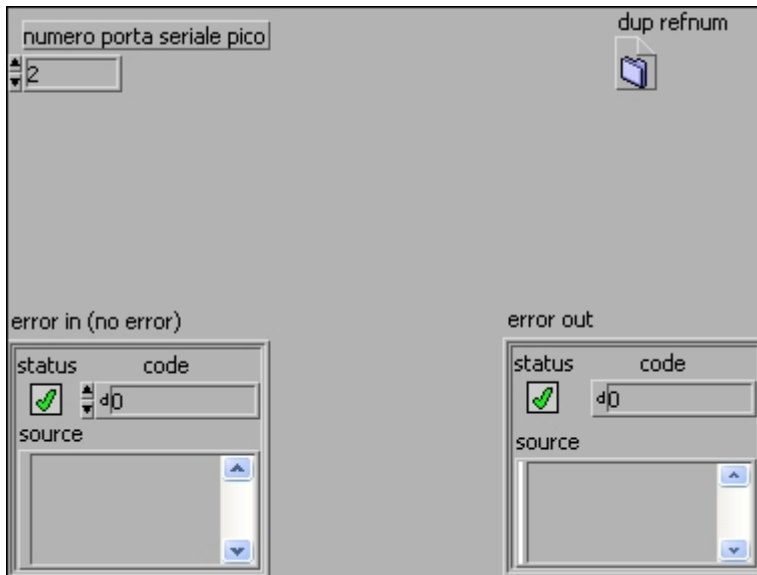 numero porta seriale pico
dup refnum
2
error in (no error)
error out
status code
d 0
source
status code
d 0
source